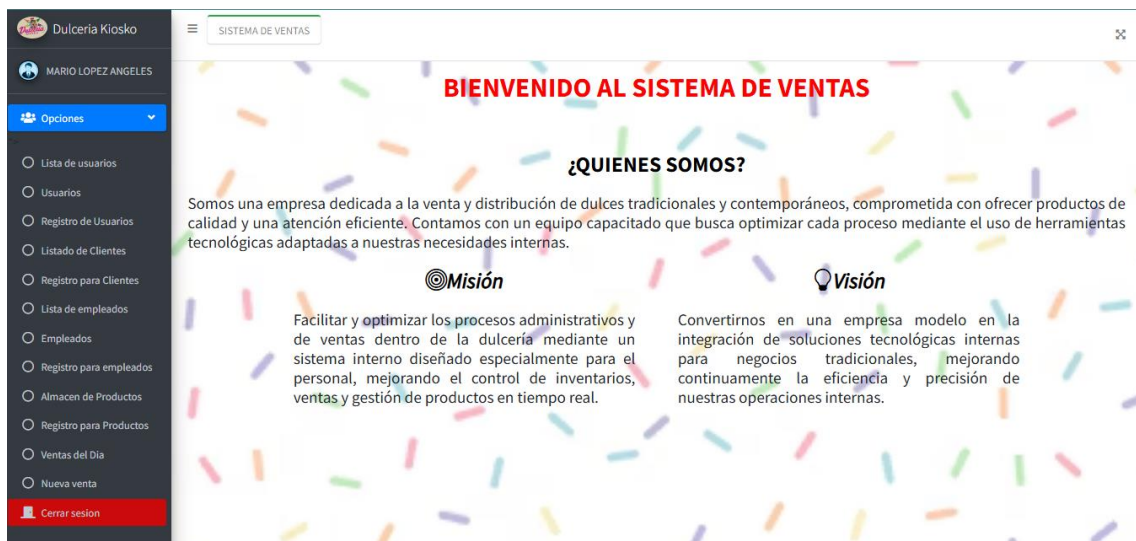 Dulceria Kiosko
MARIO LOPEZ ANGELES
Opciones
Lista de usuarios
Usuarios
Registro de Usuarios
Listado de Clientes
Registro para Clientes
Lista de empleados
Empleados
Registro para empleados
Almacen de Productos
Registro para Productos
Ventas del Dia
Nueva venta
Cerrar sesion
SISTEMA DE VENTAS
BIENVENIDO AL SISTEMA DE VENTAS
¿QUIENES SOMOS?
Somos una empresa dedicada a la venta y distribución de dulces tradicionales y contemporáneos, comprometida con ofrecer productos de
calidad y una atención eficiente. Contamos con un equipo capacitado que busca optimizar cada proceso mediante el uso de herramientas
tecnológicas adaptadas a nuestras necesidades internas.
Misión
Facilitar y optimizar los procesos administrativos y
de ventas dentro de la dulcería mediante un
sistema interno diseñado especialmente para el
personal, mejorando el control de inventarios,
ventas y gestión de productos en tiempo real.
Visión
Convertirnos en una empresa modelo en la
integración de soluciones tecnológicas internas
para negocios tradicionales, mejorando
continuamente la eficiencia y precisión de
nuestras operaciones internas.